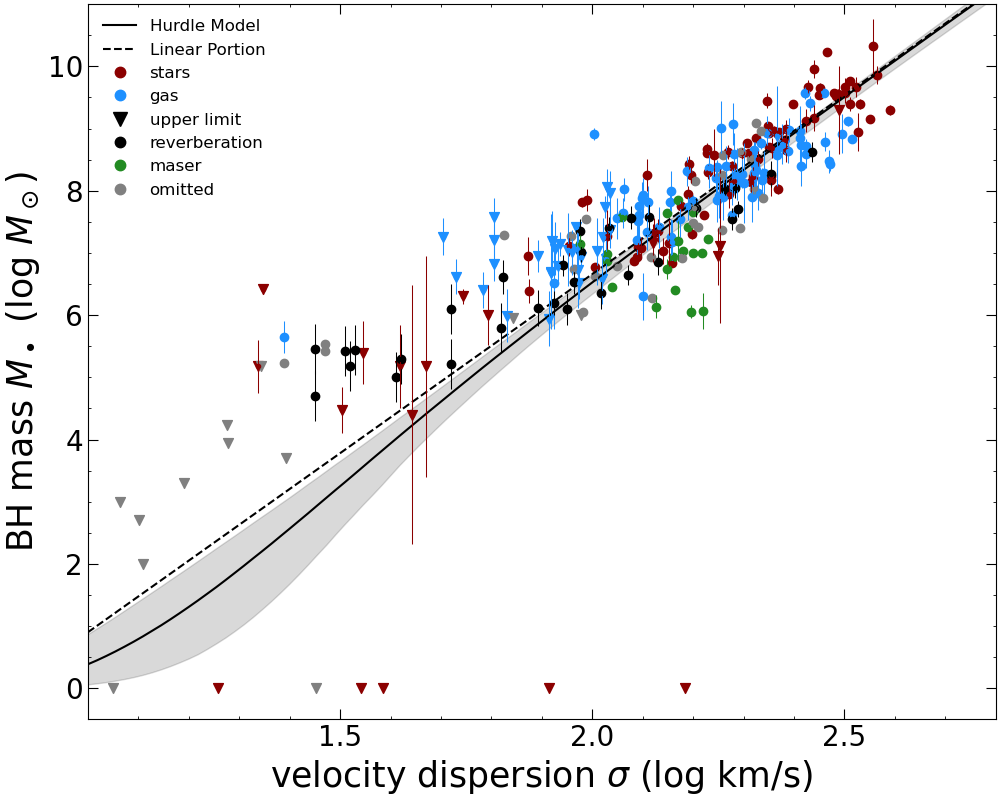 Hurdle Model
Linear Portion
stars
gas
upper limit
reverberation
maser
omitted
BH mass M• (log M⊙)
10
8
6
4
2
0
1.5 2.0 2.5
velocity dispersion σ (log km/s)